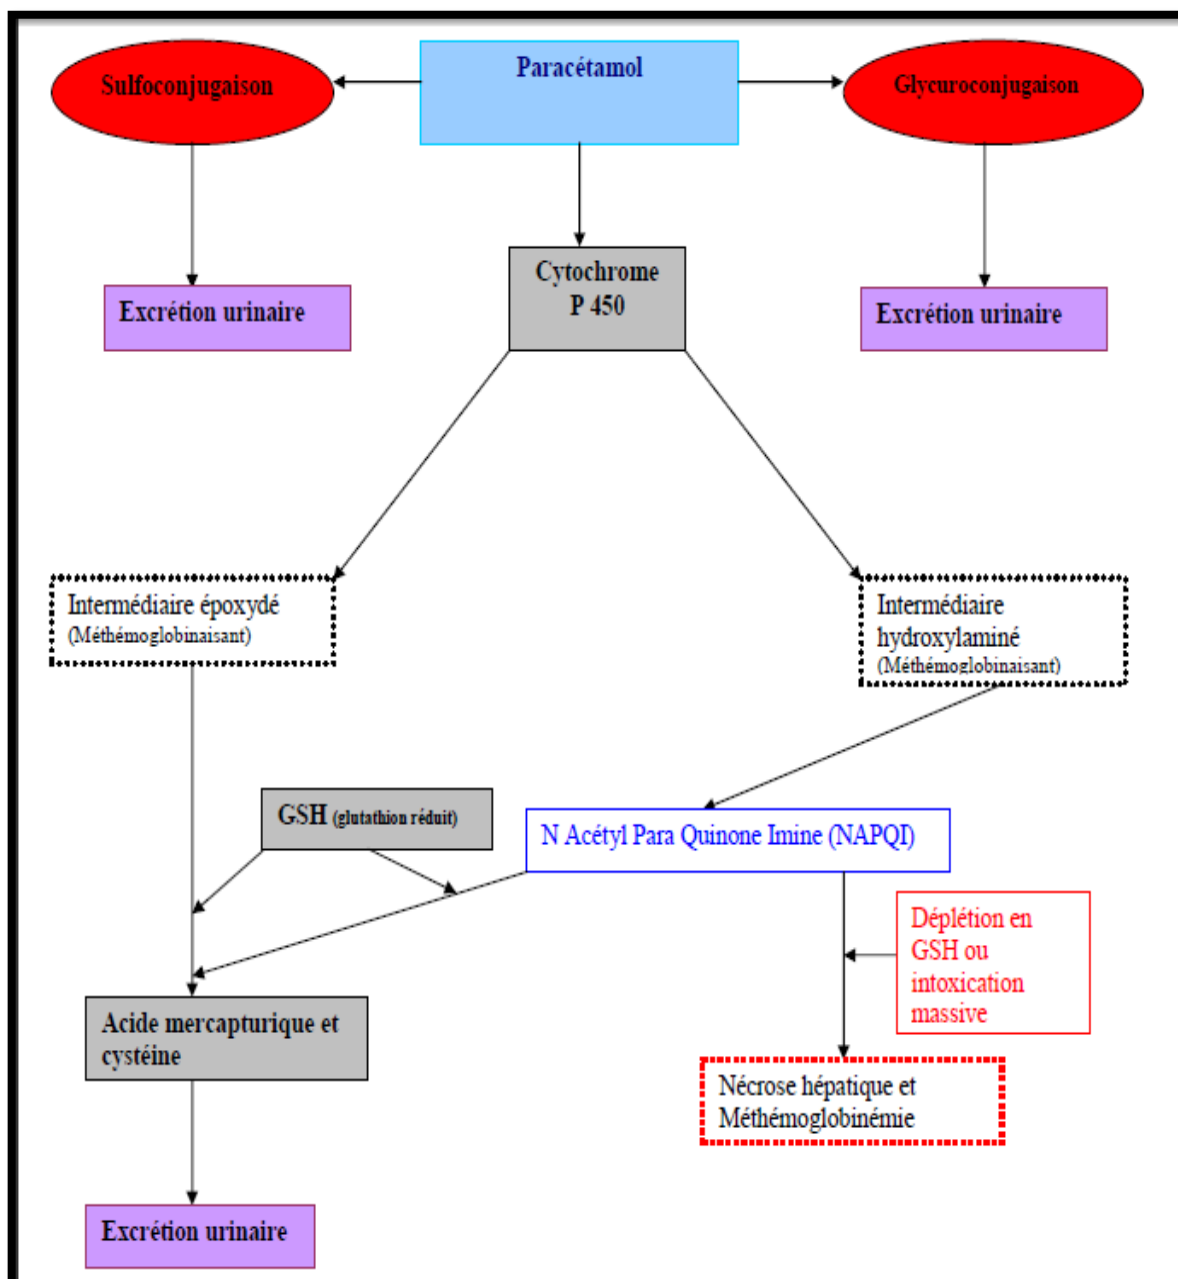 Sulfoconjugaison
Paracétamol
Glycuroconjugaison
Cytochrome
P 450
Excrétion urinaire
Excrétion urinaire
Intermédiaire époxydé
(Méthémoglobinaisant)
Intermédiaire
hydroxylaminé
(Méthémoglobinaisant)
GSH (glutathion réduit)
N Acétyl Para Quinone Imine (NAPQI)
Déplétion en
GSH ou
intoxication
massive
Acide mercapturique et
cystéine
Nécrose hépatique et
Méthémoglobinémie
Excrétion urinaire